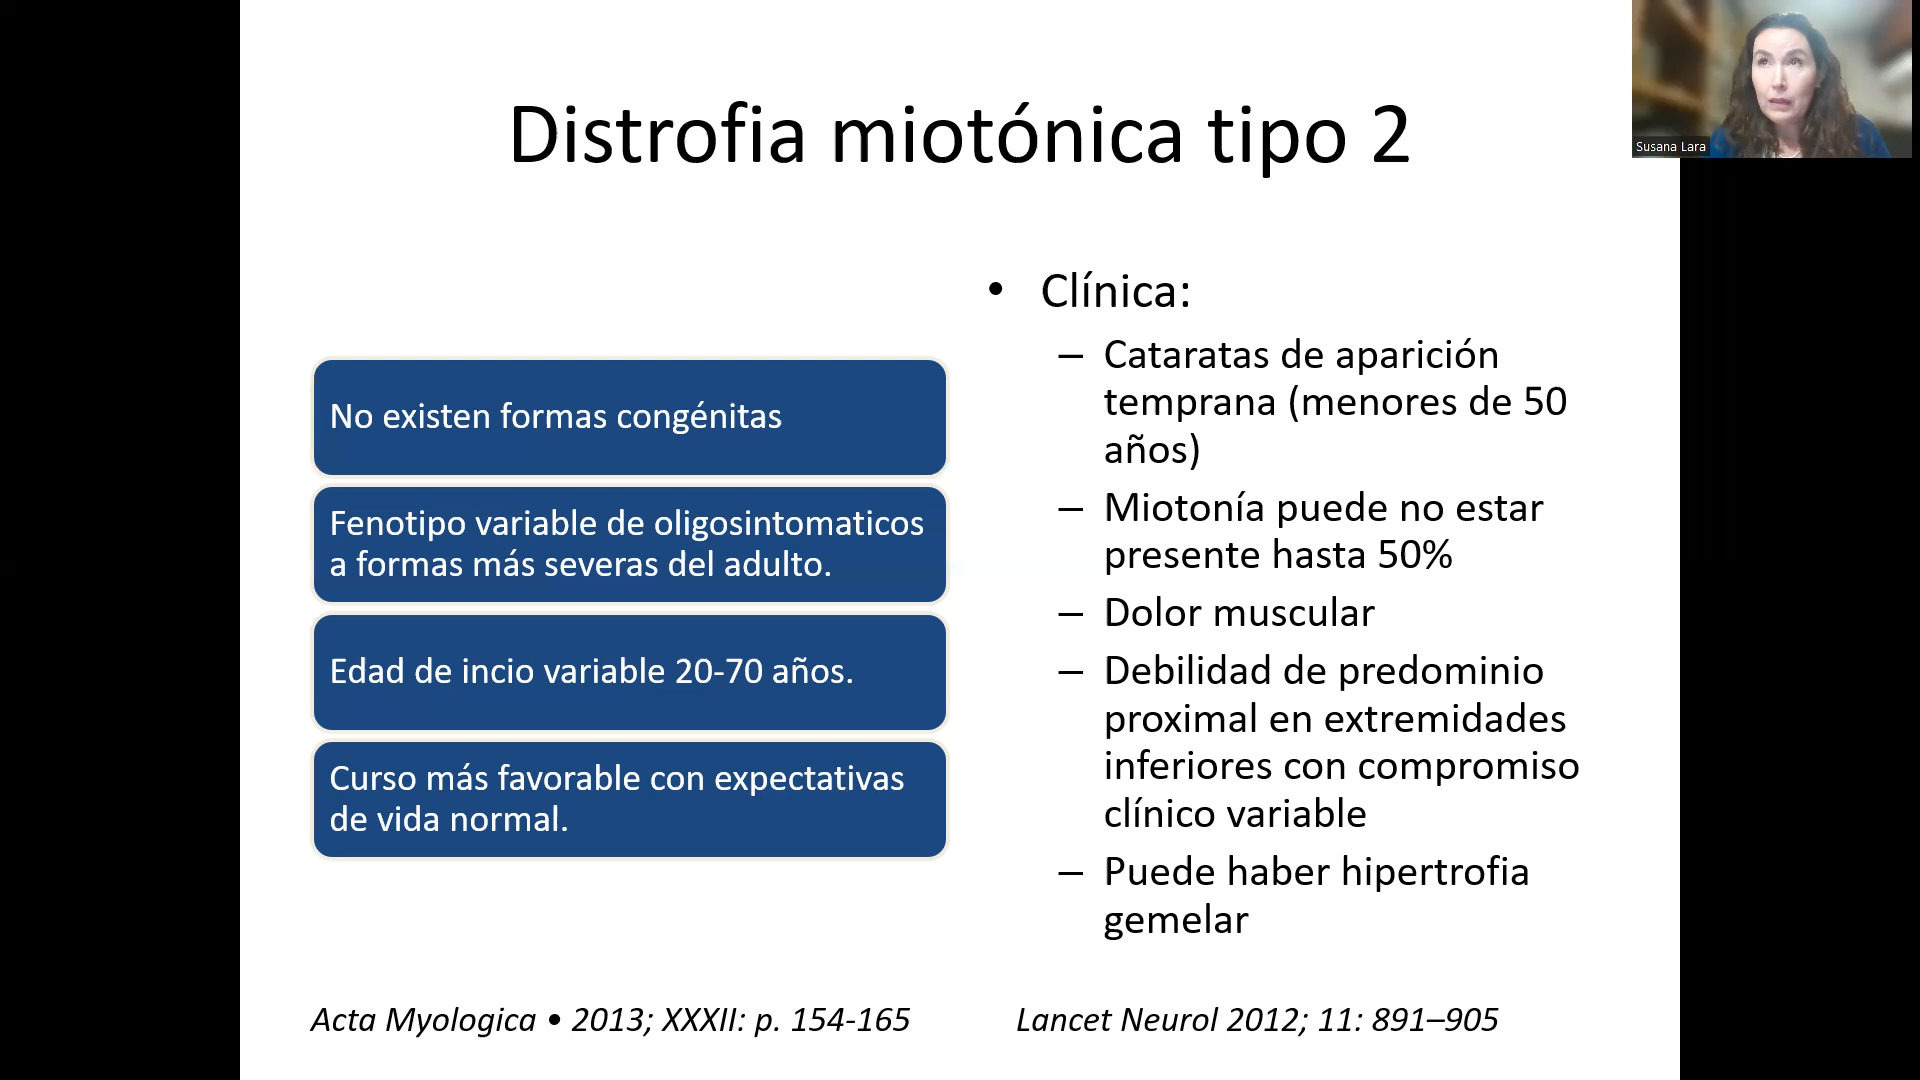 Distrofia miotónica tipo 2
Susana Lara
No existen formas congénitas
Fenotipo variable de oligosintomaticos
a formas más severas del adulto.
Edad de incio variable 20-70 años.
Curso más favorable con expectativas
de vida normal.
• Clínica:
– Cataratas de aparición
temprana (menores de 50
años)
– Miotonía puede no estar
presente hasta 50%
– Dolor muscular
– Debilidad de predominio
proximal en extremidades
inferiores con compromiso
clínico variable
– Puede haber hipertrofia
gemelar
Acta Myologica • 2013; XXXII: p. 154-165
Lancet Neurol 2012; 11: 891–905